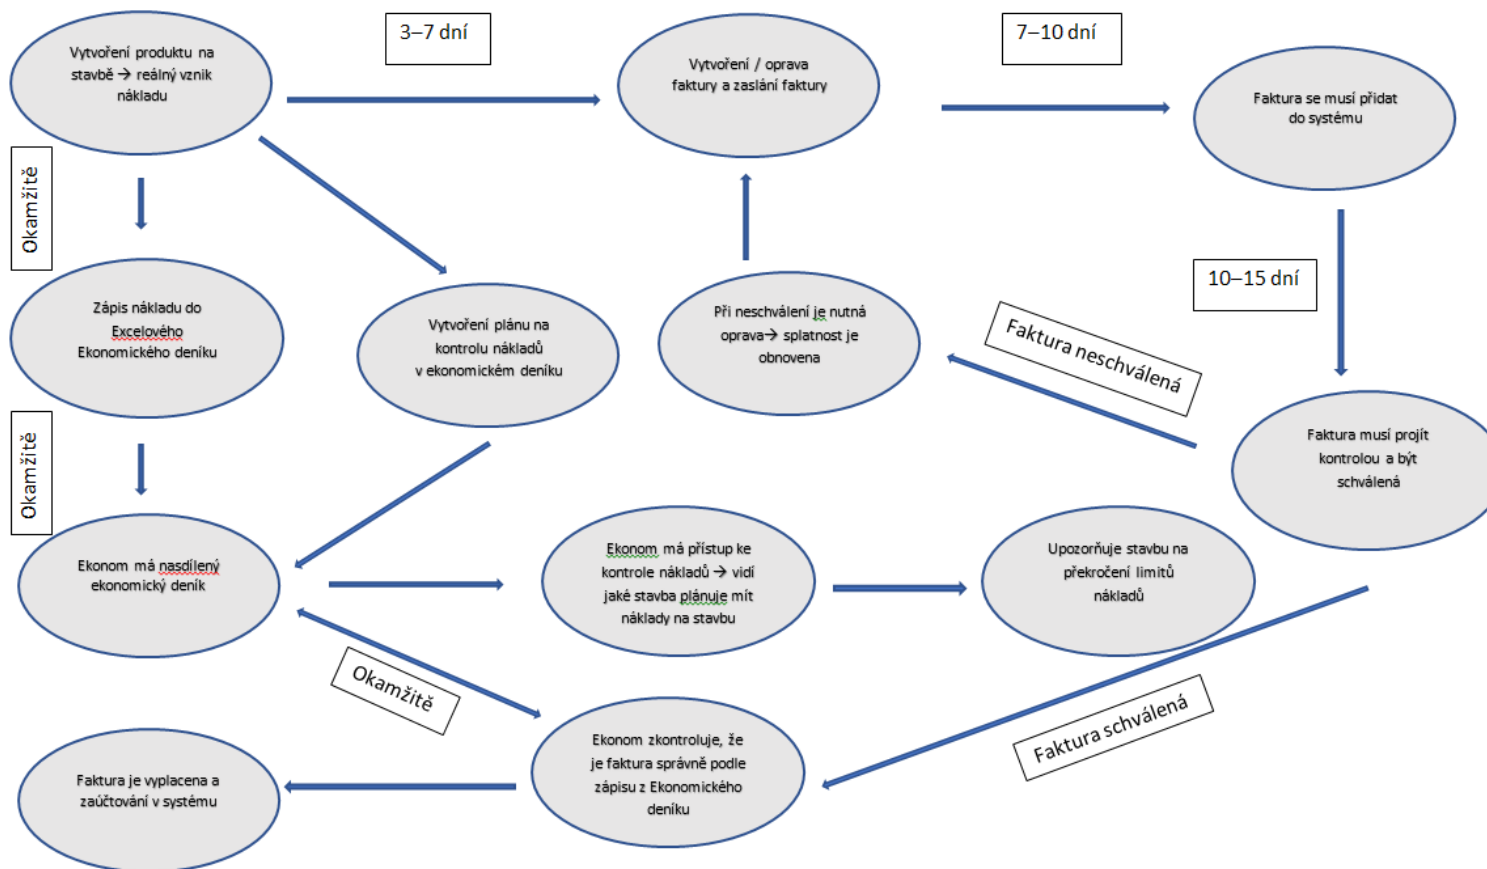 Vytvoření produktu na
stavbě → reálný vznik
nákladu
3–7 dní
Vytvoření / oprava
faktury a zaslání faktury
7–10 dní
Faktura se musí přidat
do systému
Okamžitě
Zápis nákladu do
Excelového
Ekonomického deníku
Vytvoření plánu na
kontrolu nákladů
v ekonomickém deníku
Při neschválení je nutná
oprava→ splatnost je
obnovena
10–15 dní
Faktura neschválená
Faktura musí projít
kontrolou a být
schválená
Okamžitě
Ekonom má nasdílený
ekonomický deník
Ekonom má přístup ke
kontrole nákladů → vidí
jaké stavba plánuje mít
náklady na stavbu
Upozorňuje stavbu na
překročení limitů
nákladů
Okamžitě
Faktura schválená
Ekonom zkontroluje, že
je faktura správně podle
zápisu z Ekonomického
deníku
Faktura je vyplacena a
zaúčtování v systému